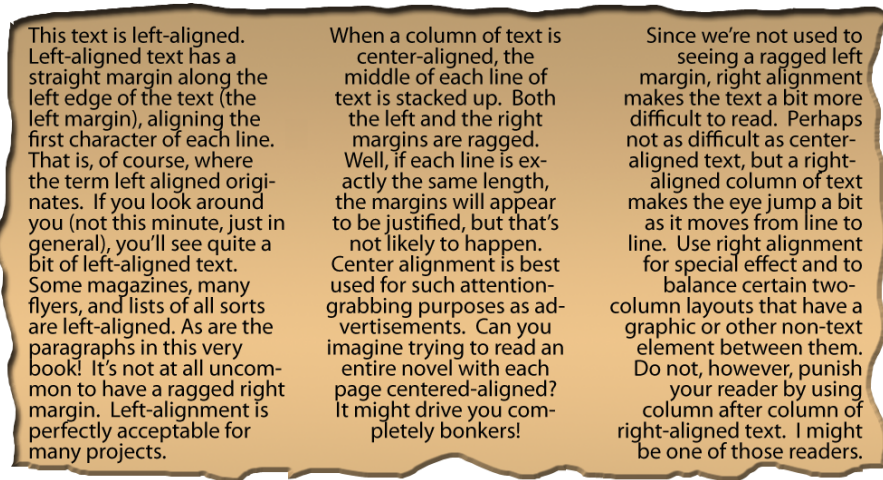 This text is left-aligned.
Left-aligned text has a
straight margin along the
left edge of the text (the
left margin), aligning the
first character of each line.
That is, of course, where
the term left aligned origi-
nates.  If you look around
you (not this minute, just in
general), you’ll see quite a
bit of left-aligned text.
Some magazines, many
flyers, and lists of all sorts
are left-aligned. As are the
paragraphs in this very
book!  It’s not at all uncom-
mon to have a ragged right
margin.  Left-alignment is
perfectly acceptable for
many projects.
When a column of text is
center-aligned, the
middle of each line of
text is stacked up.  Both
the left and the right
margins are ragged.
Well, if each line is ex-
actly the same length,
the margins will appear
to be justified, but that’s
not likely to happen.
Center alignment is best
used for such attention-
grabbing purposes as ad-
vertisements.  Can you
imagine trying to read an
entire novel with each
page centered-aligned?
It might drive you com-
pletely bonkers!
Since we’re not used to
seeing a ragged left
margin, right alignment
makes the text a bit more
difficult to read.  Perhaps
not as difficult as center-
aligned text, but a right-
aligned column of text
makes the eye jump a bit
as it moves from line to
line.  Use right alignment
for special effect and to
balance certain two-
column layouts that have a
graphic or other non-text
element between them.
Do not, however, punish
your reader by using
column after column of
right-aligned text.  I might
be one of those readers.